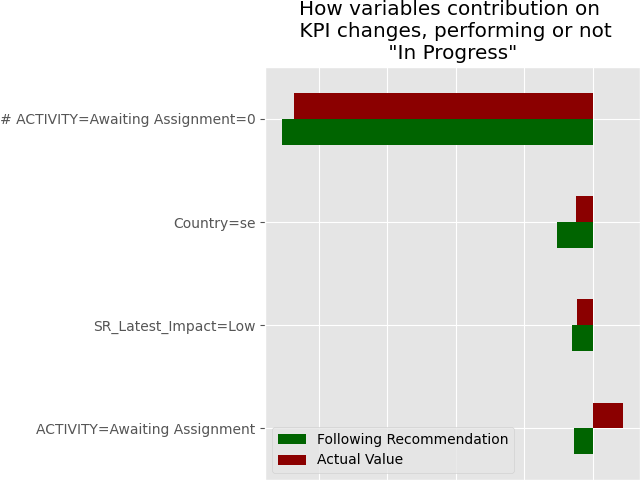 How variables contribution on
KPI changes, performing or not
"In Progress"
# ACTIVITY=Awaiting Assignment=0
Country=se
SR_Latest_Impact=Low
ACTIVITY=Awaiting Assignment
Following Recommendation
Actual Value